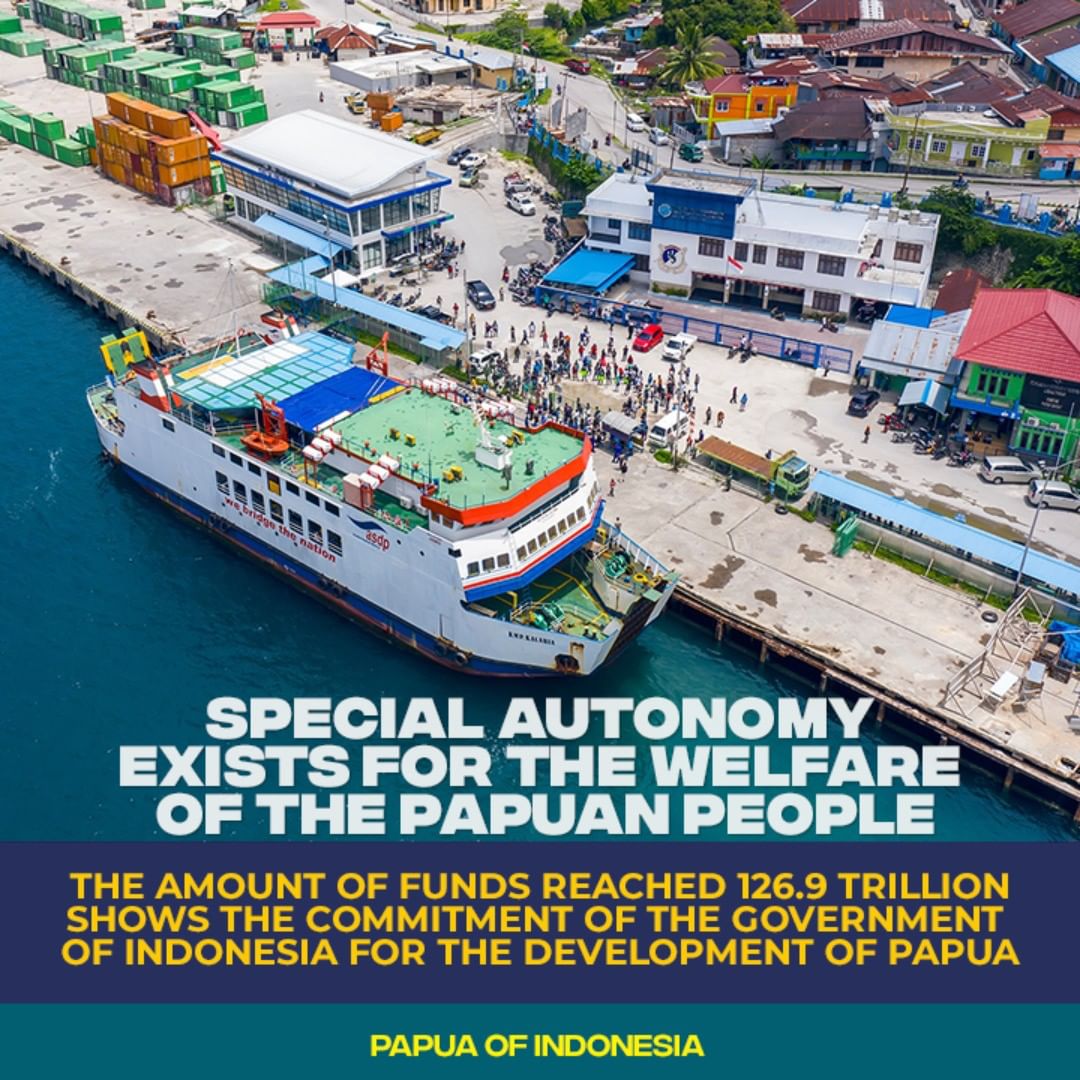 we bridge the nation
asdp
K.M.P. KALABIA
SPECIAL AUTONOMY
EXISTS FOR THE WELFARE
OF THE PAPUAN PEOPLE
THE AMOUNT OF FUNDS REACHED 126.9 TRILLION
SHOWS THE COMMITMENT OF THE GOVERNMENT
OF INDONESIA FOR THE DEVELOPMENT OF PAPUA
PAPUA OF INDONESIA